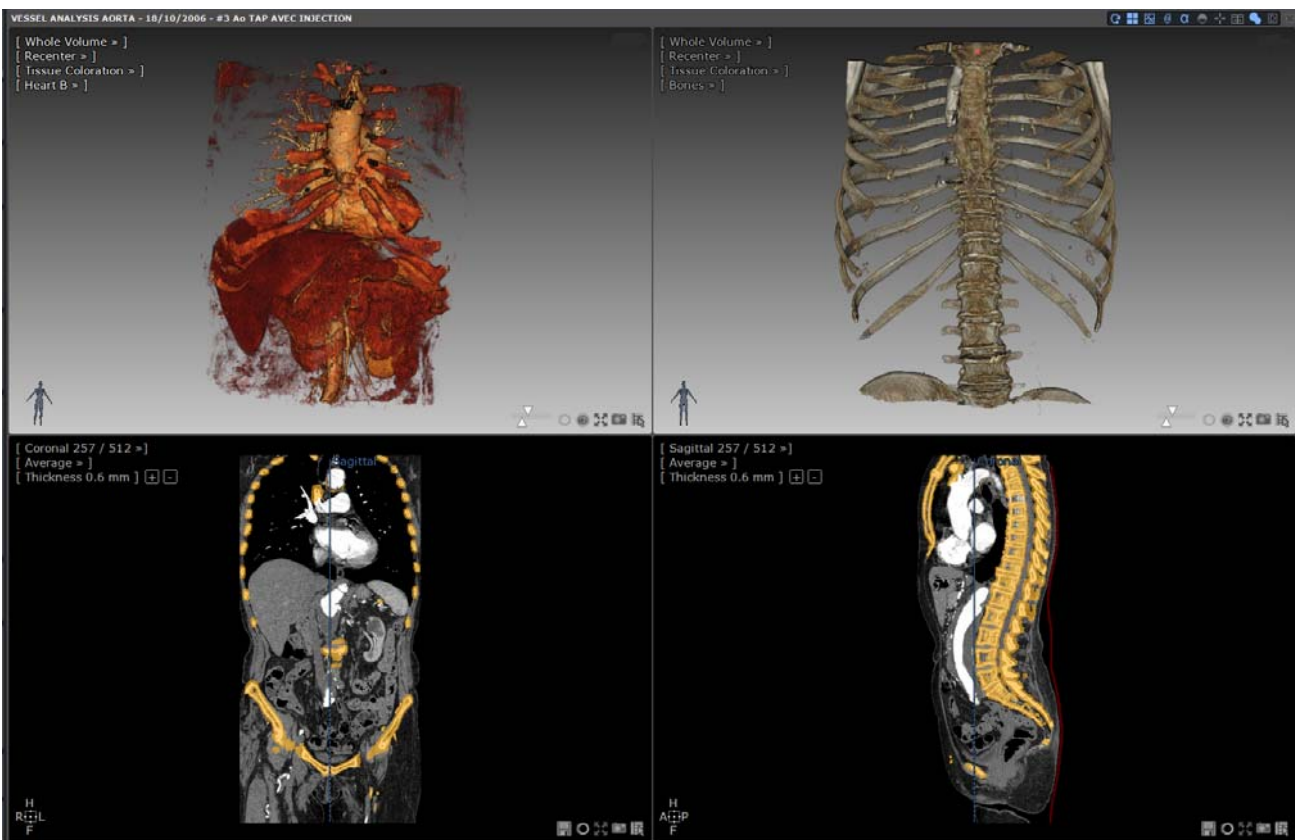 VESSEL ANALYSIS AORTA - 18/10/2006 - #3 Ao TAP AVEC INJECTION
[ Whole Volume » ]
[ Recenter » ]
[ Tissue Coloration » ]
[ Heart B » ]
[ Whole Volume » ]
[ Recenter » ]
[ Tissue Coloration » ]
[ Bones » ]
[ Coronal 257 / 512 »]
[ Average » ]
[ Thickness 0.6 mm ] + -
Sagittal
H
R L
F
[ Sagittal 257 / 512 »]
[ Average » ]
[ Thickness 0.6 mm ] + -
H
A P
F